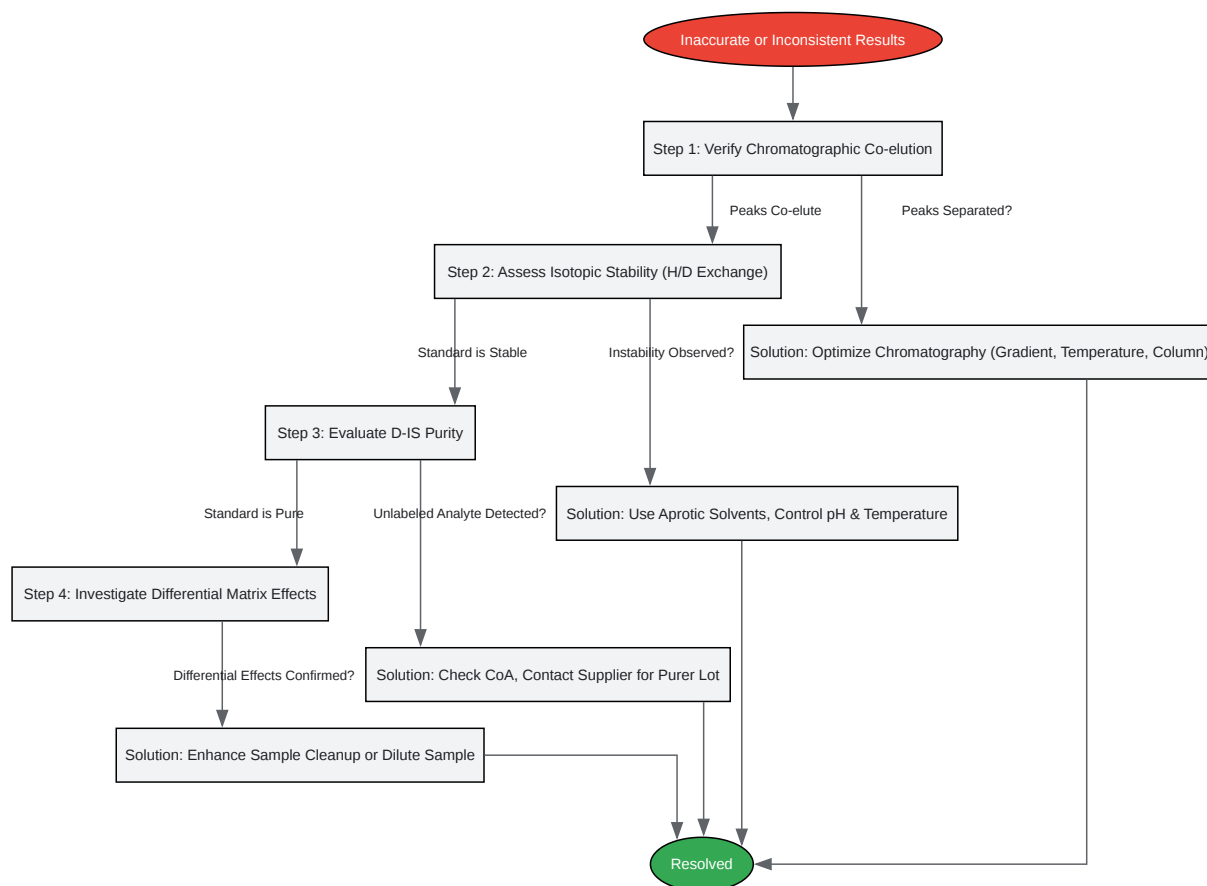 Inaccurate or Inconsistent Results
Step 1: Verify Chromatographic Co-elution
Peaks Co-elute
Peaks Separated?
Step 2: Assess Isotopic Stability (H/D Exchange)
Standard is Stable
Instability Observed?
Solution: Optimize Chromatography (Gradient, Temperature, Column)
Step 3: Evaluate D-IS Purity
Standard is Pure
Unlabeled Analyte Detected?
Solution: Use Aprotic Solvents, Control pH & Temperature
Step 4: Investigate Differential Matrix Effects
Differential Effects Confirmed?
Solution: Check CoA, Contact Supplier for Purer Lot
Solution: Enhance Sample Cleanup or Dilute Sample
Resolved